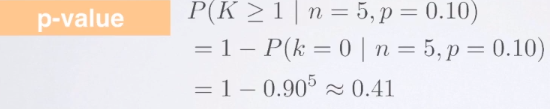 p-value
P(K ≥ 1 | n = 5, p = 0.10)
= 1 − P(k = 0 | n = 5, p = 0.10)
= 1 − 0.90⁵ ≈ 0.41